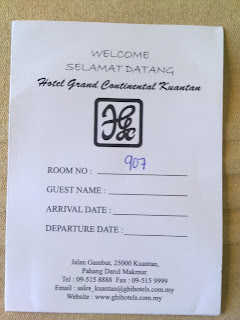 WELCOME
SELAMAT DATANG
Hotel Grand Continental Kuantan
ROOM NO : 907
GUEST NAME :
ARRIVAL DATE :
DEPARTURE DATE :
Jalan Gambut, 25000 Kuantan,
Pahang Darul Makmur.
Tel : 09-515 8888 Fax : 09-515 9999
Email : sales_kuantan@ghihotels.com.my
Website : www.ghihotels.com.my